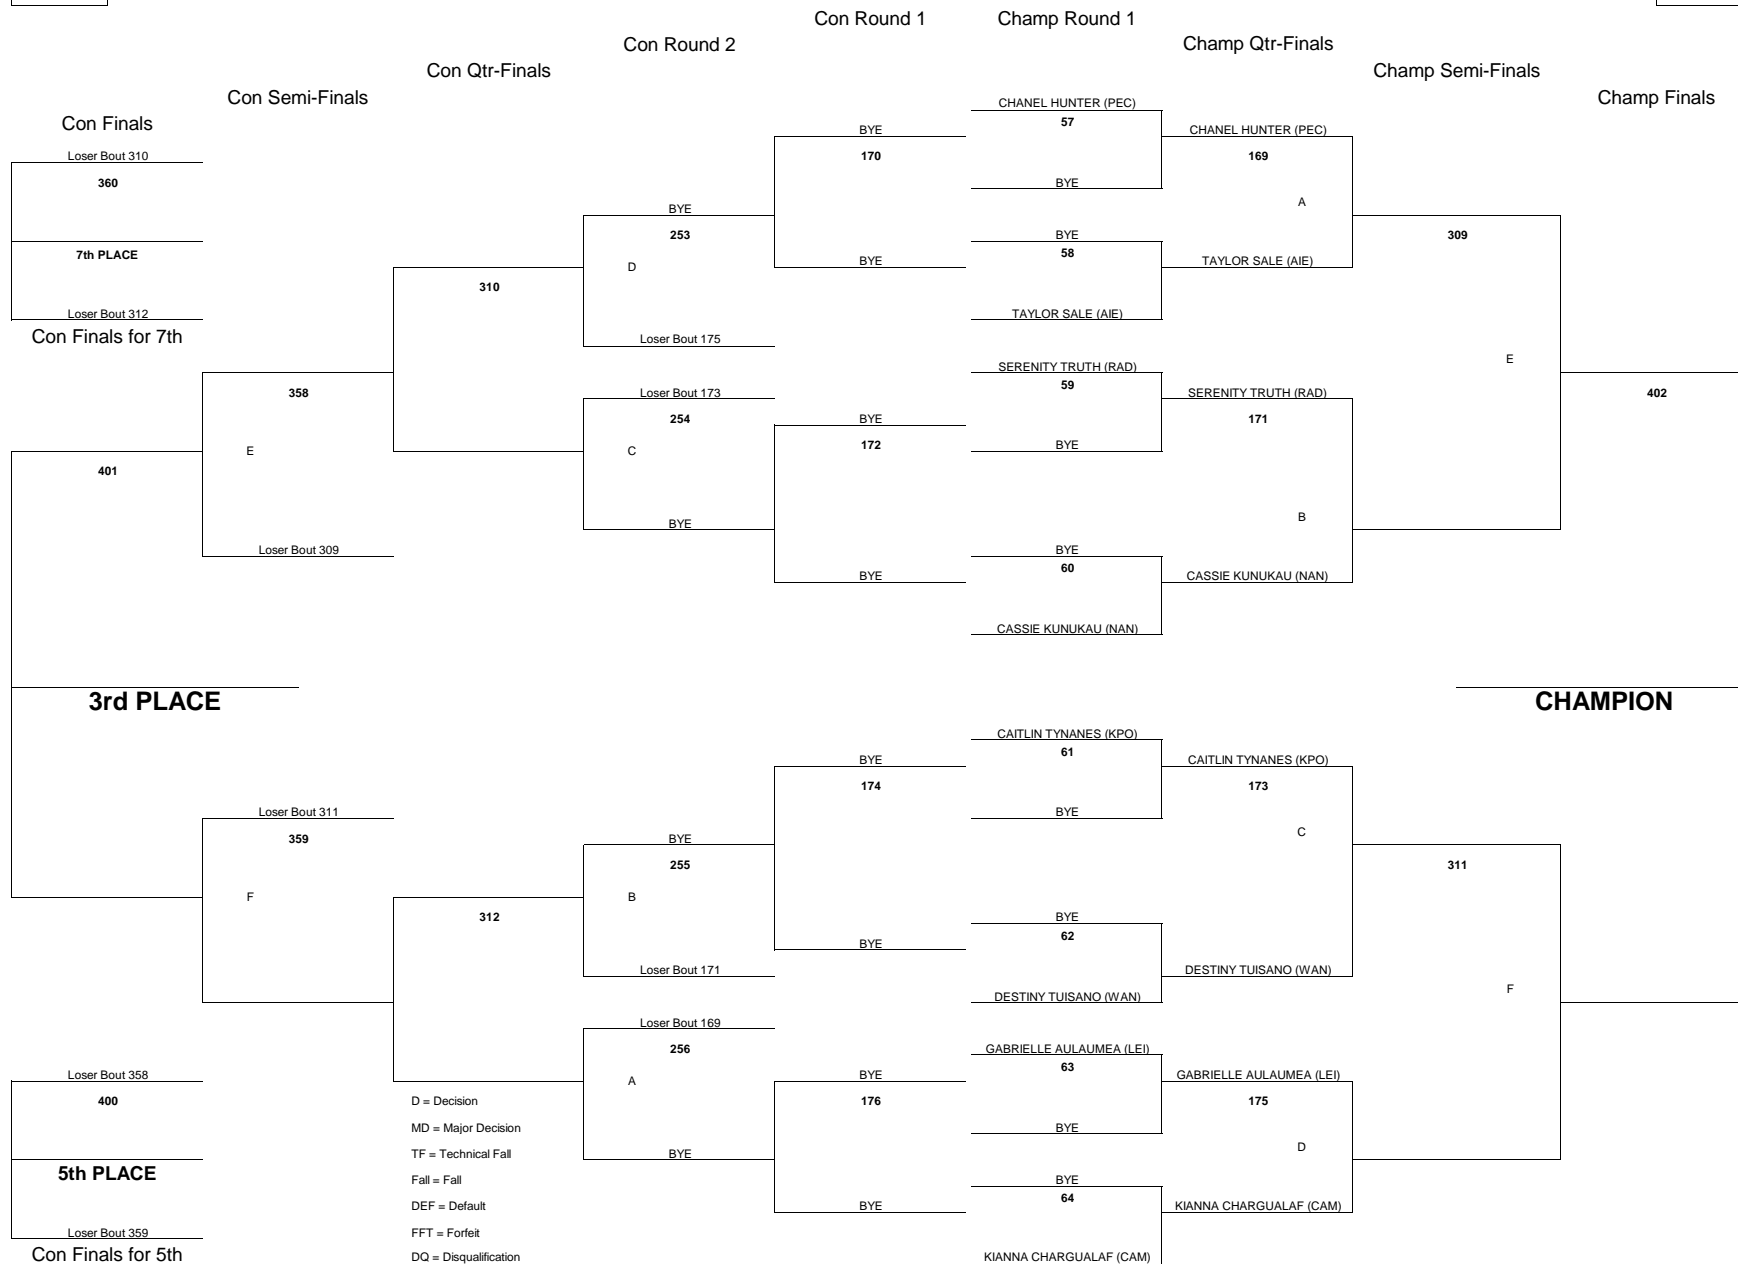 Con Round 1
Champ Round 1
Con Round 2
Champ Qtr-Finals
Con Qtr-Finals
Champ Semi-Finals
Con Semi-Finals
Champ Finals
Con Finals
CHANEL HUNTER (PEC)
57
BYE
CHANEL HUNTER (PEC)
Loser Bout 310
170
169
360
BYE
A
BYE
253
BYE
309
7th PLACE
58
D
BYE
TAYLOR SALE (AIE)
310
Loser Bout 312
TAYLOR SALE (AIE)
Con Finals for 7th
Loser Bout 175
E
SERENITY TRUTH (RAD)
59
358
Loser Bout 173
SERENITY TRUTH (RAD)
402
254
BYE
171
E
C
172
BYE
401
B
BYE
Loser Bout 309
BYE
60
BYE
CASSIE KUNUKAU (NAN)
CASSIE KUNUKAU (NAN)
3rd PLACE
CHAMPION
CAITLIN TYNANES (KPO)
61
BYE
CAITLIN TYNANES (KPO)
174
173
Loser Bout 311
BYE
359
BYE
C
255
311
F
B
312
BYE
62
BYE
Loser Bout 171
DESTINY TUISANO (WAN)
F
DESTINY TUISANO (WAN)
Loser Bout 169
256
GABRIELLE AULAUMEA (LEI)
63
Loser Bout 358
A
BYE
GABRIELLE AULAUMEA (LEI)
400
D = Decision
176
175
MD = Major Decision
BYE
D
TF = Technical Fall
BYE
5th PLACE
Fall = Fall
BYE
64
DEF = Default
BYE
KIANNA CHARGUALAF (CAM)
Loser Bout 359
FFT = Forfeit
Con Finals for 5th
DQ = Disqualification
KIANNA CHARGUALAF (CAM)